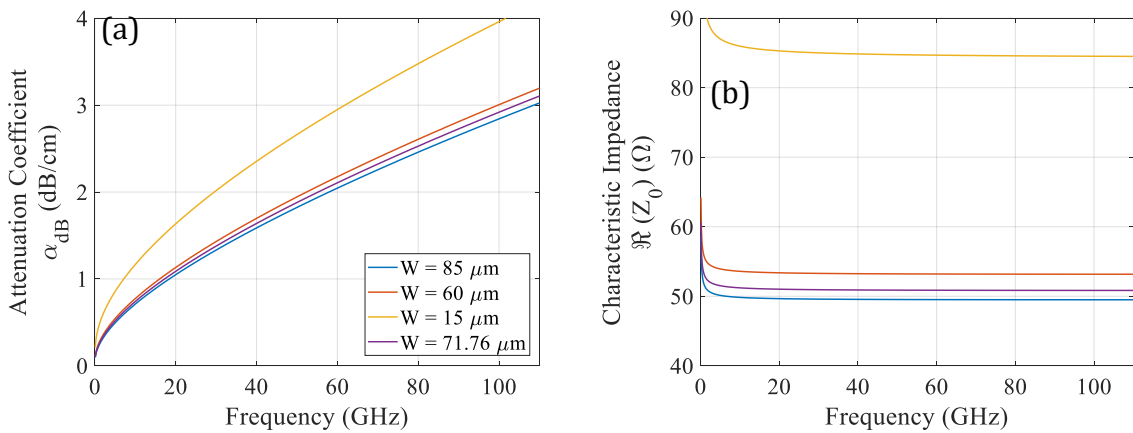 (a)
Attenuation Coefficient
α_dB (dB/cm)
4
3
2
1
0
0 20 40 60 80 100
Frequency (GHz)
W = 85 μm
W = 60 μm
W = 15 μm
W = 71.76 μm
(b)
Characteristic Impedance
ℜ (Z_0) (Ω)
90
80
70
60
50
40
0 20 40 60 80 100
Frequency (GHz)